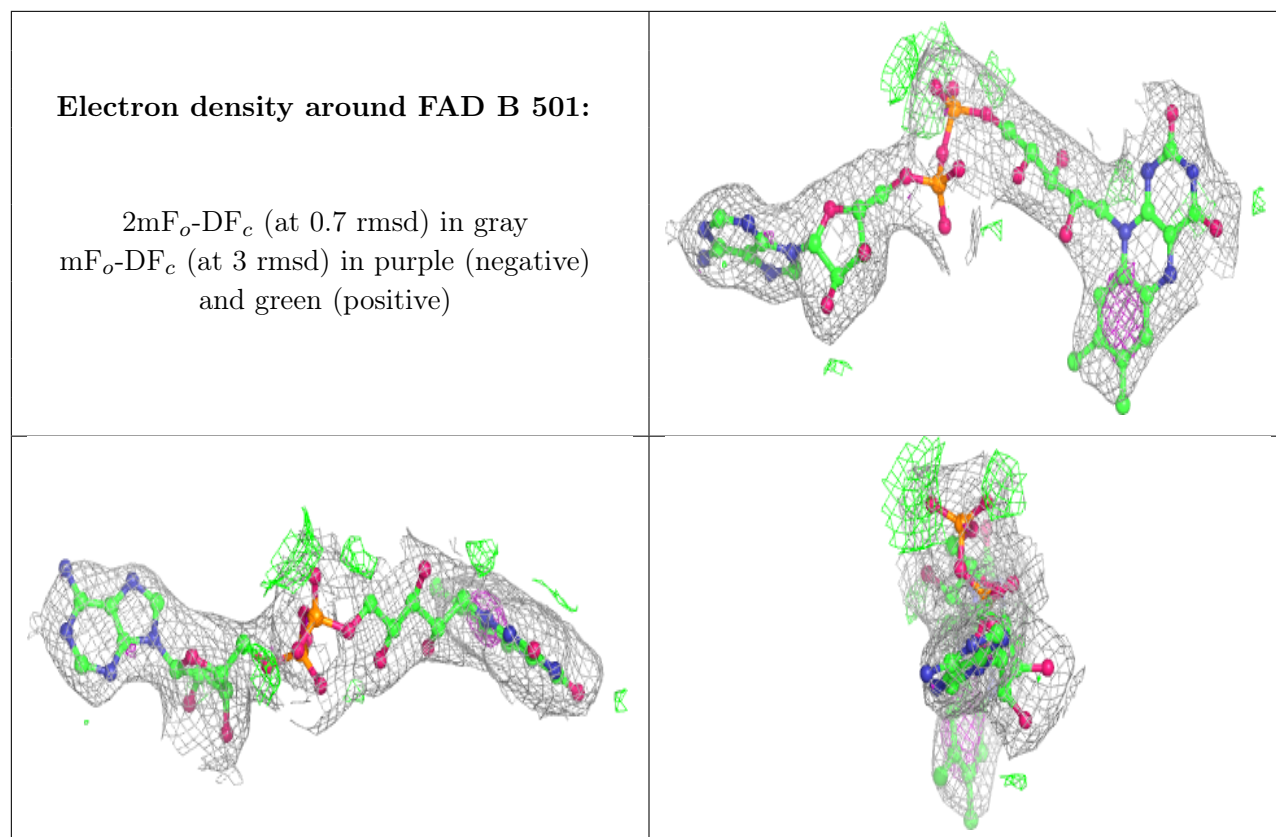 Electron density around FAD B 501:
2mFₒ-DF𝒸 (at 0.7 rmsd) in gray
mFₒ-DF𝒸 (at 3 rmsd) in purple (negative)
and green (positive)